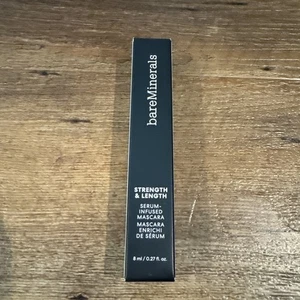 bareMinerals
STRENGTH
& LENGTH
SERUM-
INFUSED
MASCARA
MASCARA
ENRICHI
DE SÉRUM
8 ml / 0.27 fl. oz.